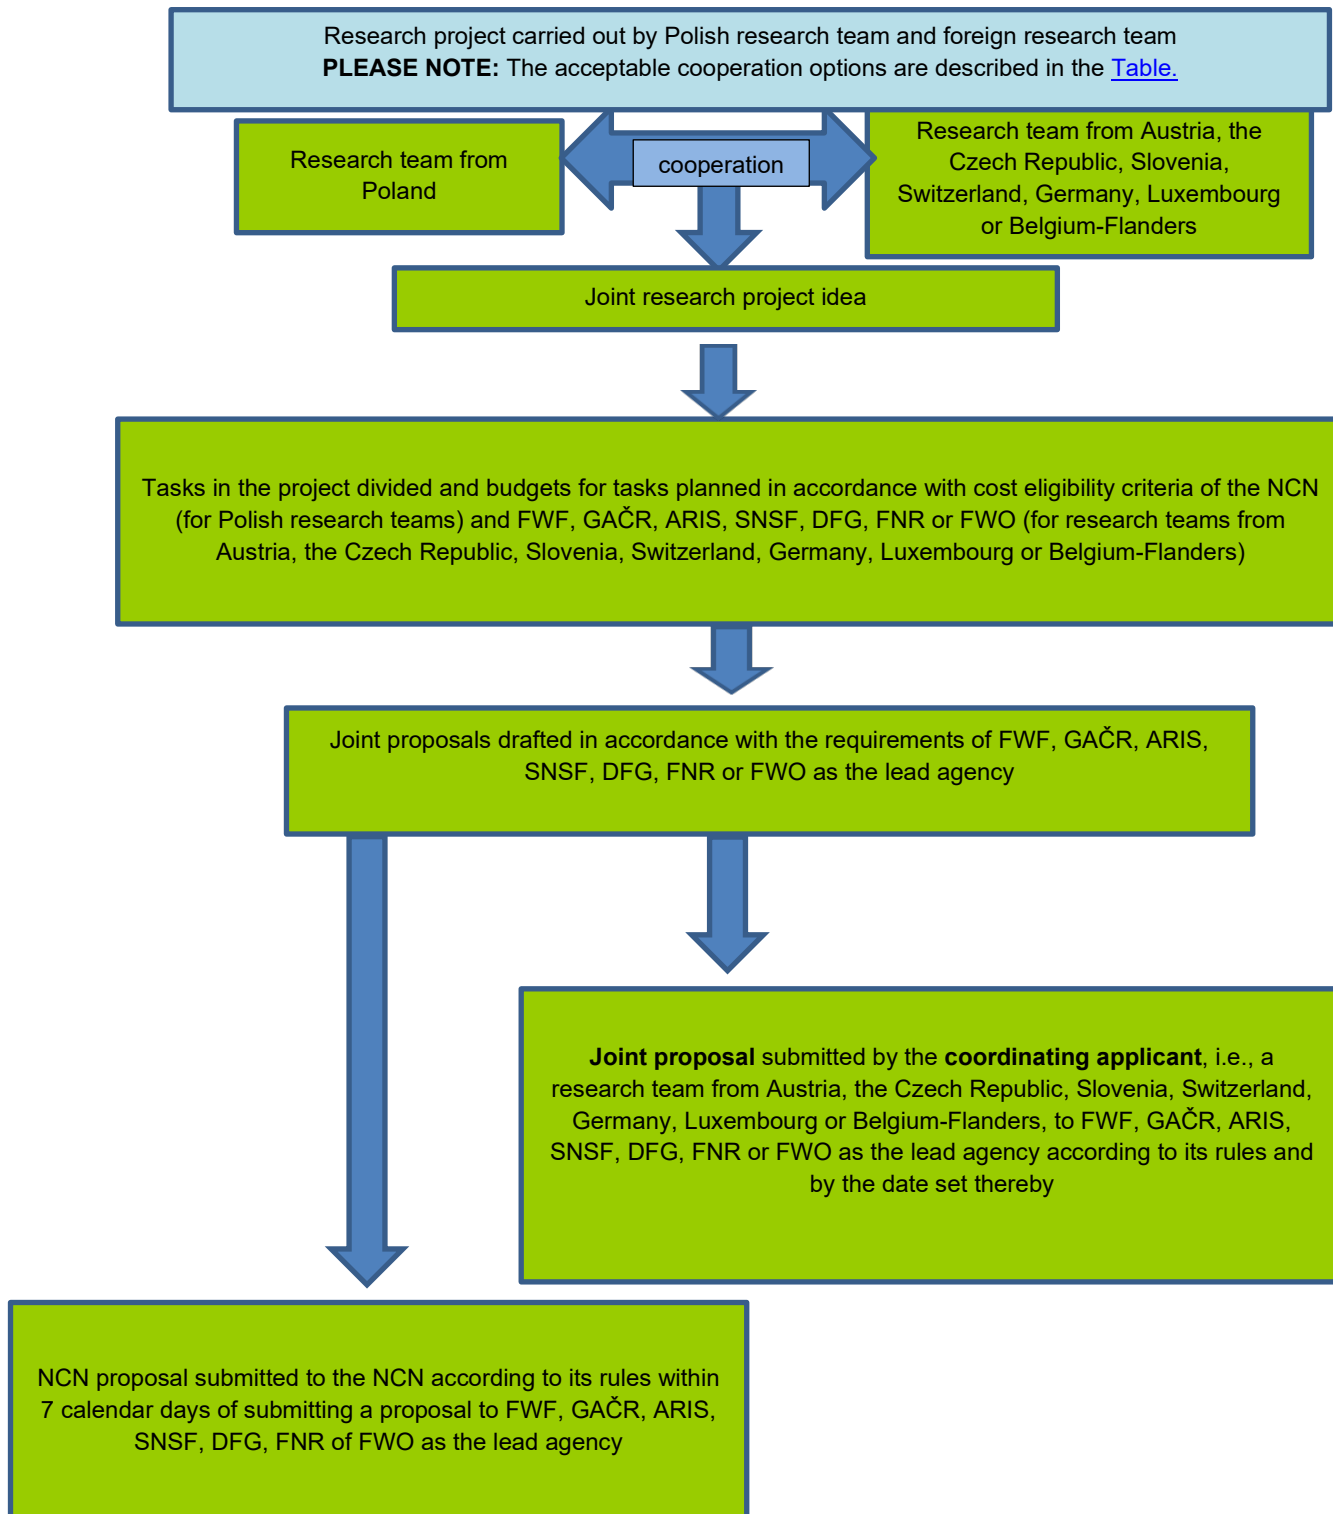 Research project carried out by Polish research team and foreign research team
PLEASE NOTE: The acceptable cooperation options are described in the Table.
Research team from
Poland
cooperation
Research team from Austria, the
Czech Republic, Slovenia,
Switzerland, Germany, Luxembourg
or Belgium-Flanders
Joint research project idea
Tasks in the project divided and budgets for tasks planned in accordance with cost eligibility criteria of the NCN
(for Polish research teams) and FWF, GAČR, ARIS, SNSF, DFG, FNR or FWO (for research teams from
Austria, the Czech Republic, Slovenia, Switzerland, Germany, Luxembourg or Belgium-Flanders)
Joint proposals drafted in accordance with the requirements of FWF, GAČR, ARIS,
SNSF, DFG, FNR or FWO as the lead agency
Joint proposal submitted by the coordinating applicant, i.e., a
research team from Austria, the Czech Republic, Slovenia, Switzerland,
Germany, Luxembourg or Belgium-Flanders, to FWF, GAČR, ARIS,
SNSF, DFG, FNR or FWO as the lead agency according to its rules and
by the date set thereby
NCN proposal submitted to the NCN according to its rules within
7 calendar days of submitting a proposal to FWF, GAČR, ARIS,
SNSF, DFG, FNR of FWO as the lead agency